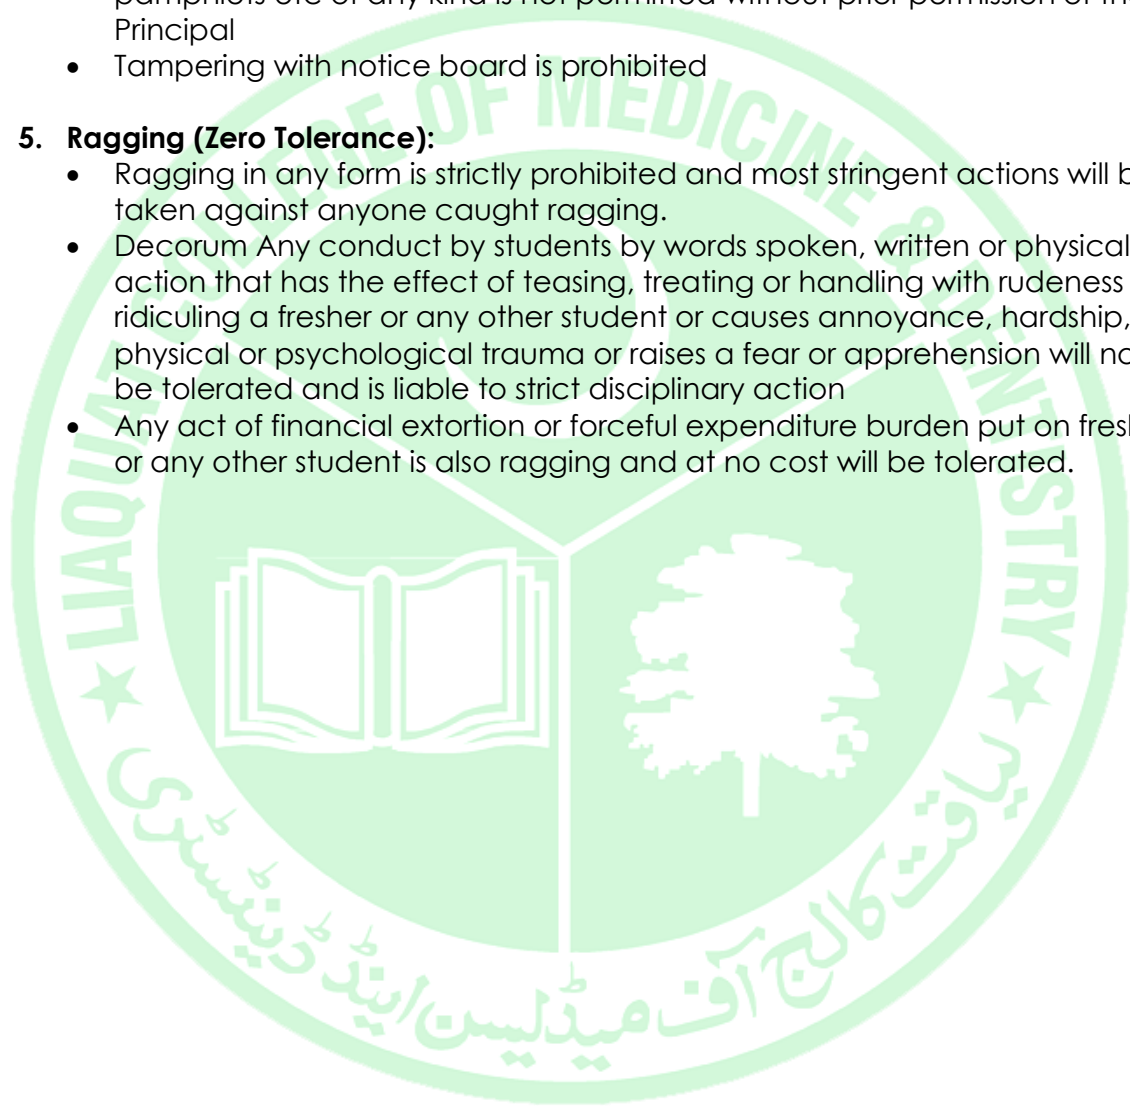 Principal
• Tampering with notice board is prohibited
5. Ragging (Zero Tolerance):
• Ragging in any form is strictly prohibited and most stringent actions will
taken against anyone caught ragging.
• Decorum Any conduct by students by words spoken, written or physical
action that has the effect of teasing, treating or handling with rudeness
ridiculing a fresher or any other student or causes annoyance, hardship,
physical or psychological trauma or raises a fear or apprehension will
be tolerated and is liable to strict disciplinary action
• Any act of financial extortion or forceful expenditure burden put on
or any other student is also ragging and at no cost will be tolerated.
LIAQUAT COLLEGE OF MEDICINE & DENTISTRY
لیاقت کالج آف میڈیسن اینڈ ڈینٹسٹری